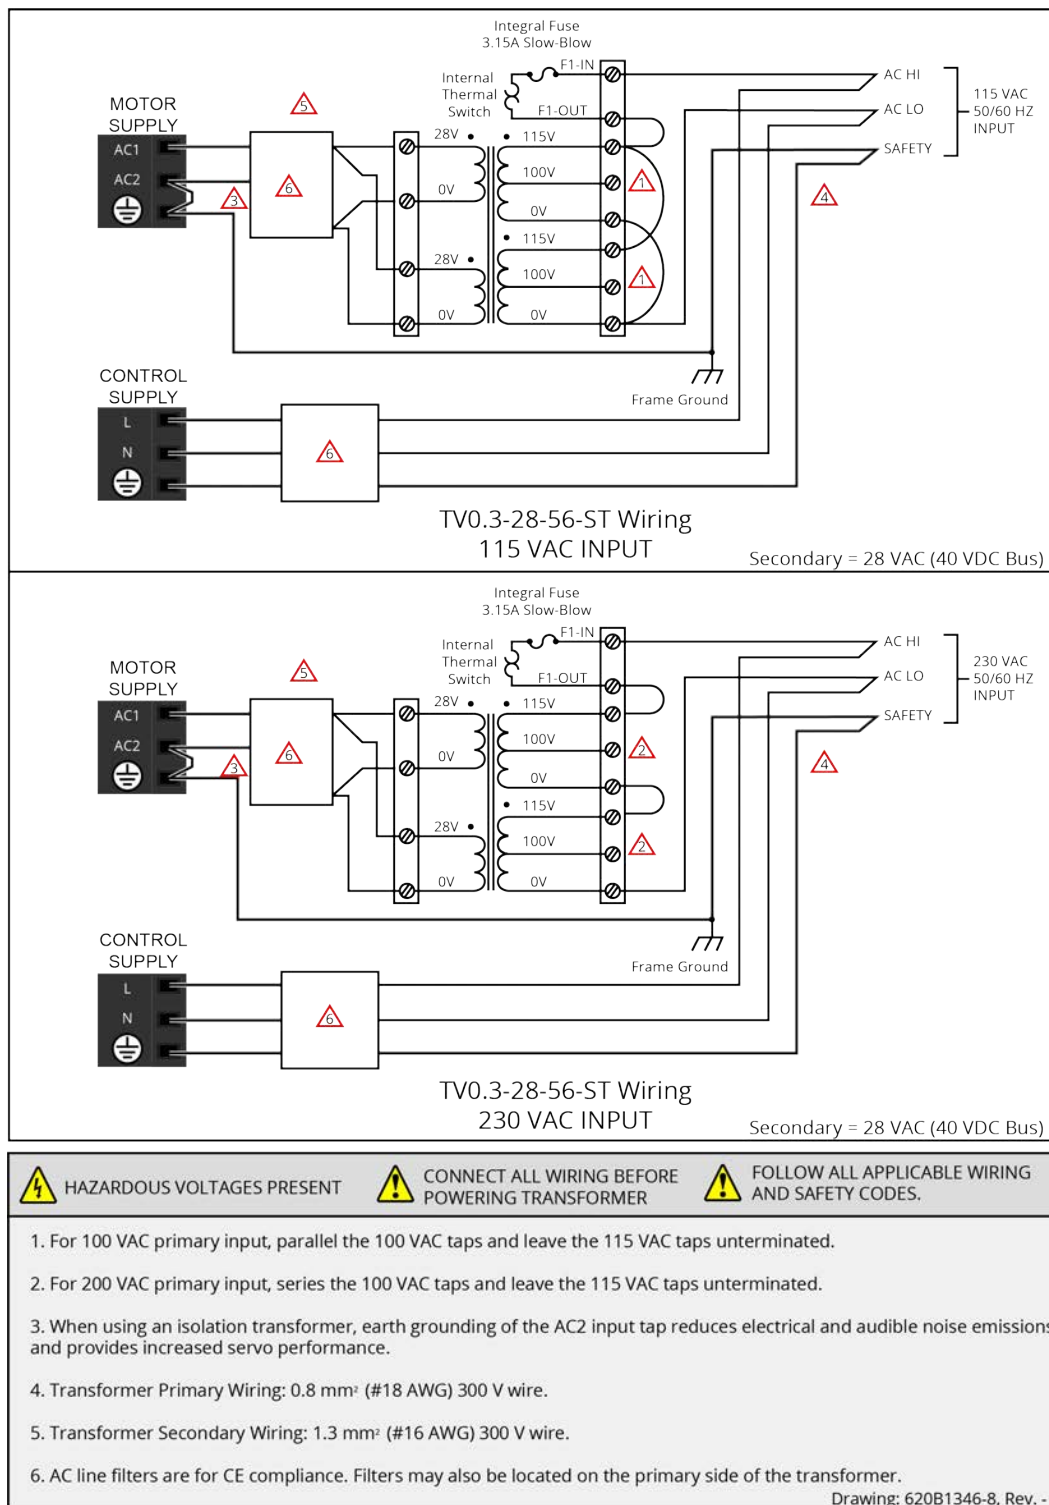 Integral Fuse
3.15A Slow-Blow
F1-IN
Internal
Thermal
Switch
F1-OUT
AC HI
AC LO
SAFETY
115 VAC
50/60 HZ
INPUT
MOTOR
SUPPLY
AC1
AC2
5
6
3
28V
0V
28V
0V
115V
100V
0V
115V
100V
0V
1
1
4
Frame Ground
CONTROL
SUPPLY
L
N
6
TV0.3-28-56-ST Wiring
115 VAC INPUT
Secondary = 28 VAC (40 VDC Bus)
Integral Fuse
3.15A Slow-Blow
F1-IN
Internal
Thermal
Switch
F1-OUT
AC HI
AC LO
SAFETY
230 VAC
50/60 HZ
INPUT
MOTOR
SUPPLY
AC1
AC2
5
6
3
28V
0V
28V
0V
115V
100V
0V
115V
100V
0V
2
2
4
Frame Ground
CONTROL
SUPPLY
L
N
6
TV0.3-28-56-ST Wiring
230 VAC INPUT
Secondary = 28 VAC (40 VDC Bus)
HAZARDOUS VOLTAGES PRESENT
CONNECT ALL WIRING BEFORE
POWERING TRANSFORMER
FOLLOW ALL APPLICABLE WIRING
AND SAFETY CODES.
1. For 100 VAC primary input, parallel the 100 VAC taps and leave the 115 VAC taps unterminated.
2. For 200 VAC primary input, series the 100 VAC taps and leave the 115 VAC taps unterminated.
3. When using an isolation transformer, earth grounding of the AC2 input tap reduces electrical and audible noise emissions
and provides increased servo performance.
4. Transformer Primary Wiring: 0.8 mm² (#18 AWG) 300 V wire.
5. Transformer Secondary Wiring: 1.3 mm² (#16 AWG) 300 V wire.
6. AC line filters are for CE compliance. Filters may also be located on the primary side of the transformer.
Drawing: 620B1346-8, Rev. -